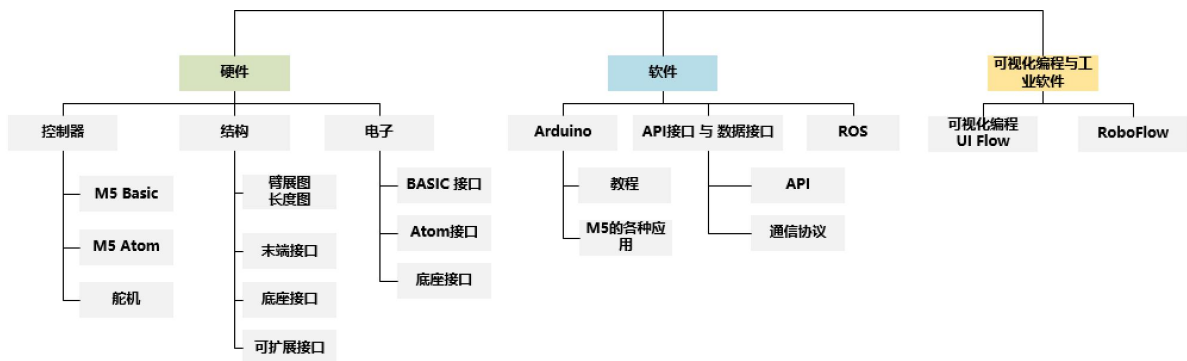 硬件
软件
可视化编程与工
业软件
控制器
结构
电子
Arduino
API接口 与 数据接口
ROS
可视化编程
UI Flow
RoboFlow
M5 Basic
M5 Atom
舵机
臂展图
长度图
末端接口
底座接口
可扩展接口
BASIC 接口
Atom接口
底座接口
教程
M5的各种应
用
API
通信协议